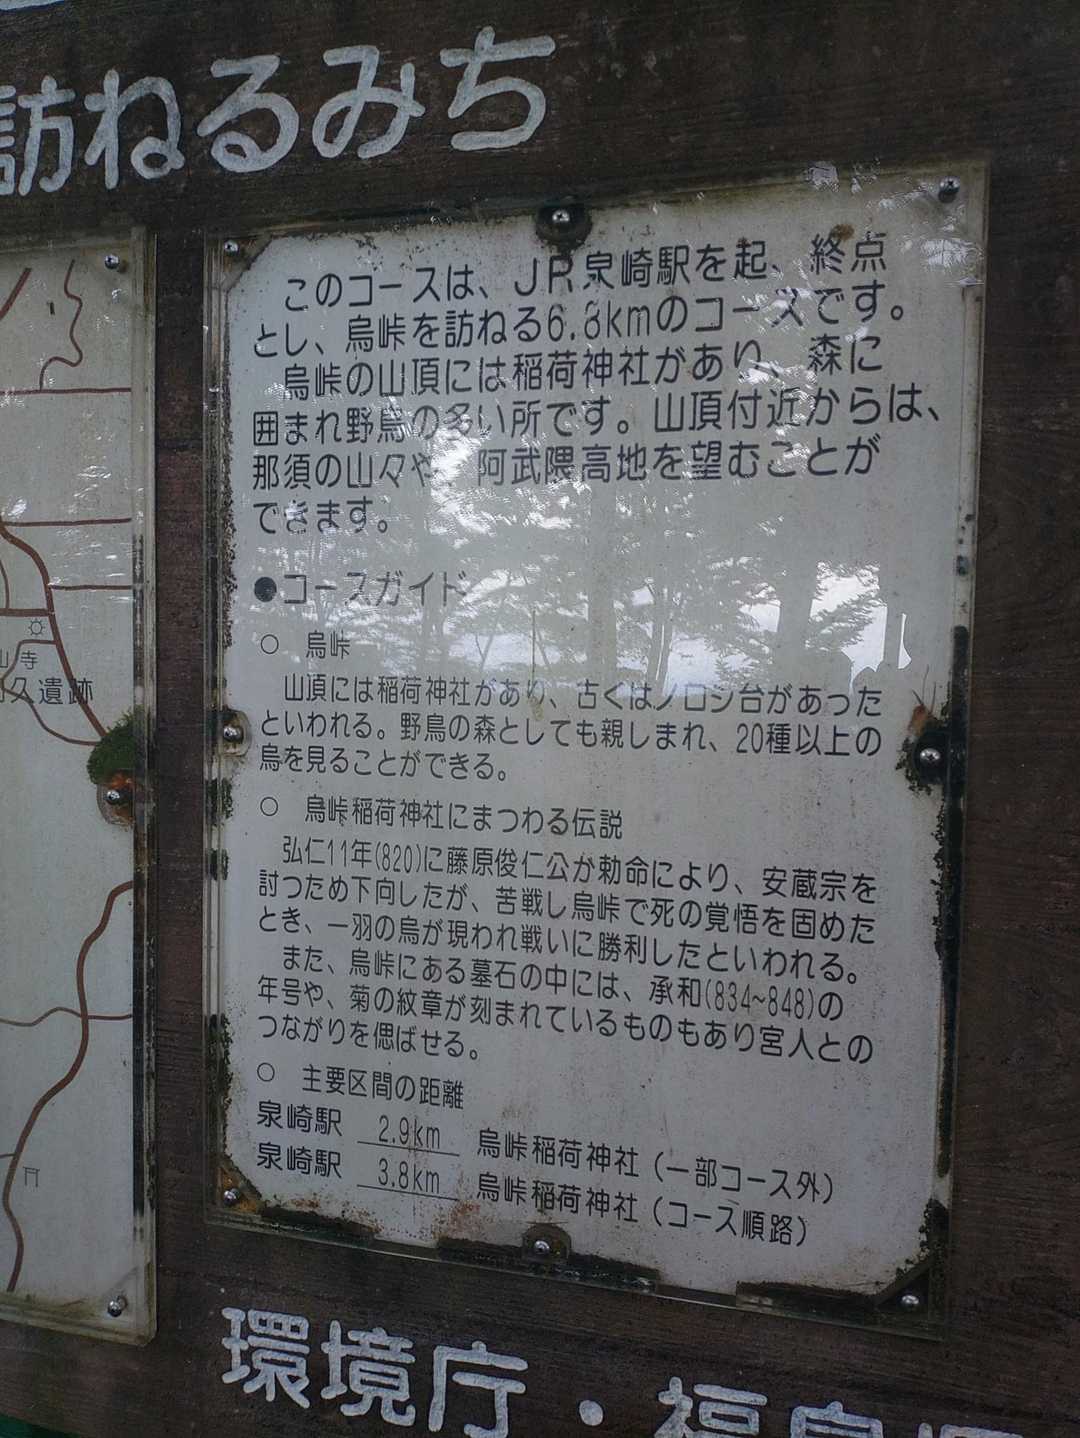 訪ねるみち
このコースは、JR泉崎駅を起、終点
とし、烏峠を訪ねる6.8kmのコースです。
烏峠の山頂には稲荷神社があり、森に
囲まれ野鳥の多い所です。山頂付近からは、
那須の山々や、阿武隈高地を望むことが
できます。
●コースガイド
○ 烏峠
山頂には稲荷神社があり、古くはノロシ台があった
といわれる。野鳥の森としても親しまれ、20種以上の
鳥を見ることができる。
○ 烏峠稲荷神社にまつわる伝説
弘仁11年(820)に藤原俊仁公が勅命により、安蔵宗を
討つため下向したが、苦戦し烏峠で死の覚悟を固めた
とき、一羽の烏が現われ戦いに勝利したといわれる。
また、烏峠にある墓石の中には、承和(834~848)の
年号や、菊の紋章が刻まれているものもあり宮人との
つながりを偲ばせる。
○ 主要区間の距離
泉崎駅 2.9km 烏峠稲荷神社(一部コース外)
泉崎駅 3.8km 烏峠稲荷神社(コース順路)
山寺
久遺跡
環境庁・福島県